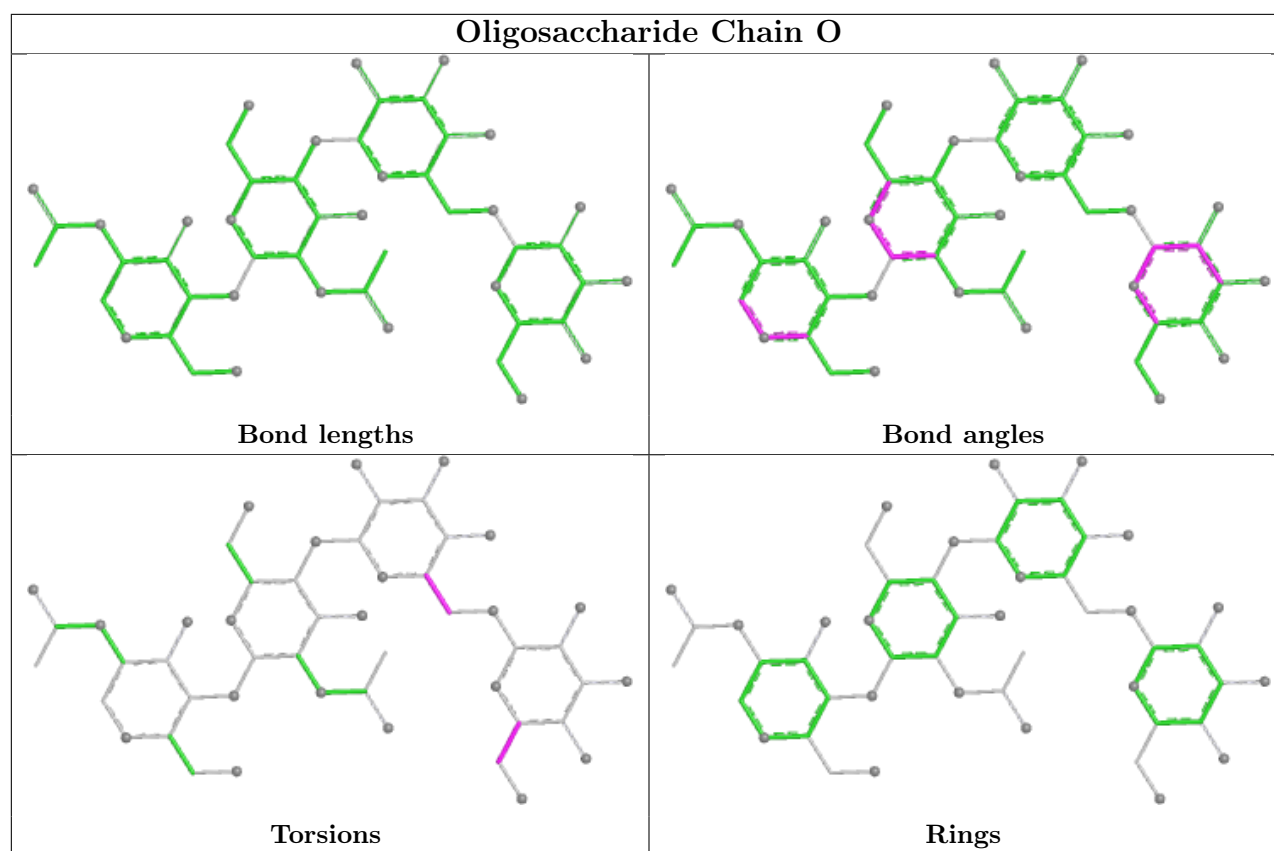 Oligosaccharide Chain O
Bond lengths
Bond angles
Torsions
Rings